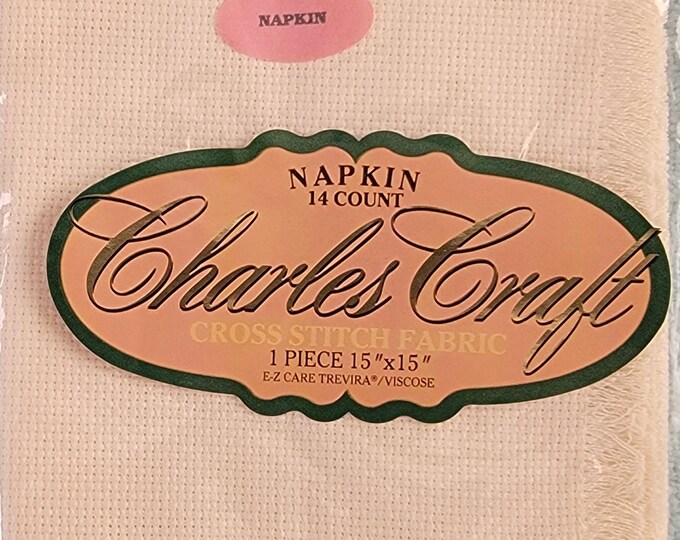 NAPKIN
NAPKIN
14 COUNT
Charles Craft
CROSS STITCH FABRIC
1 PIECE 15"x15"
E-Z CARE TREVIRA®/VISCOSE